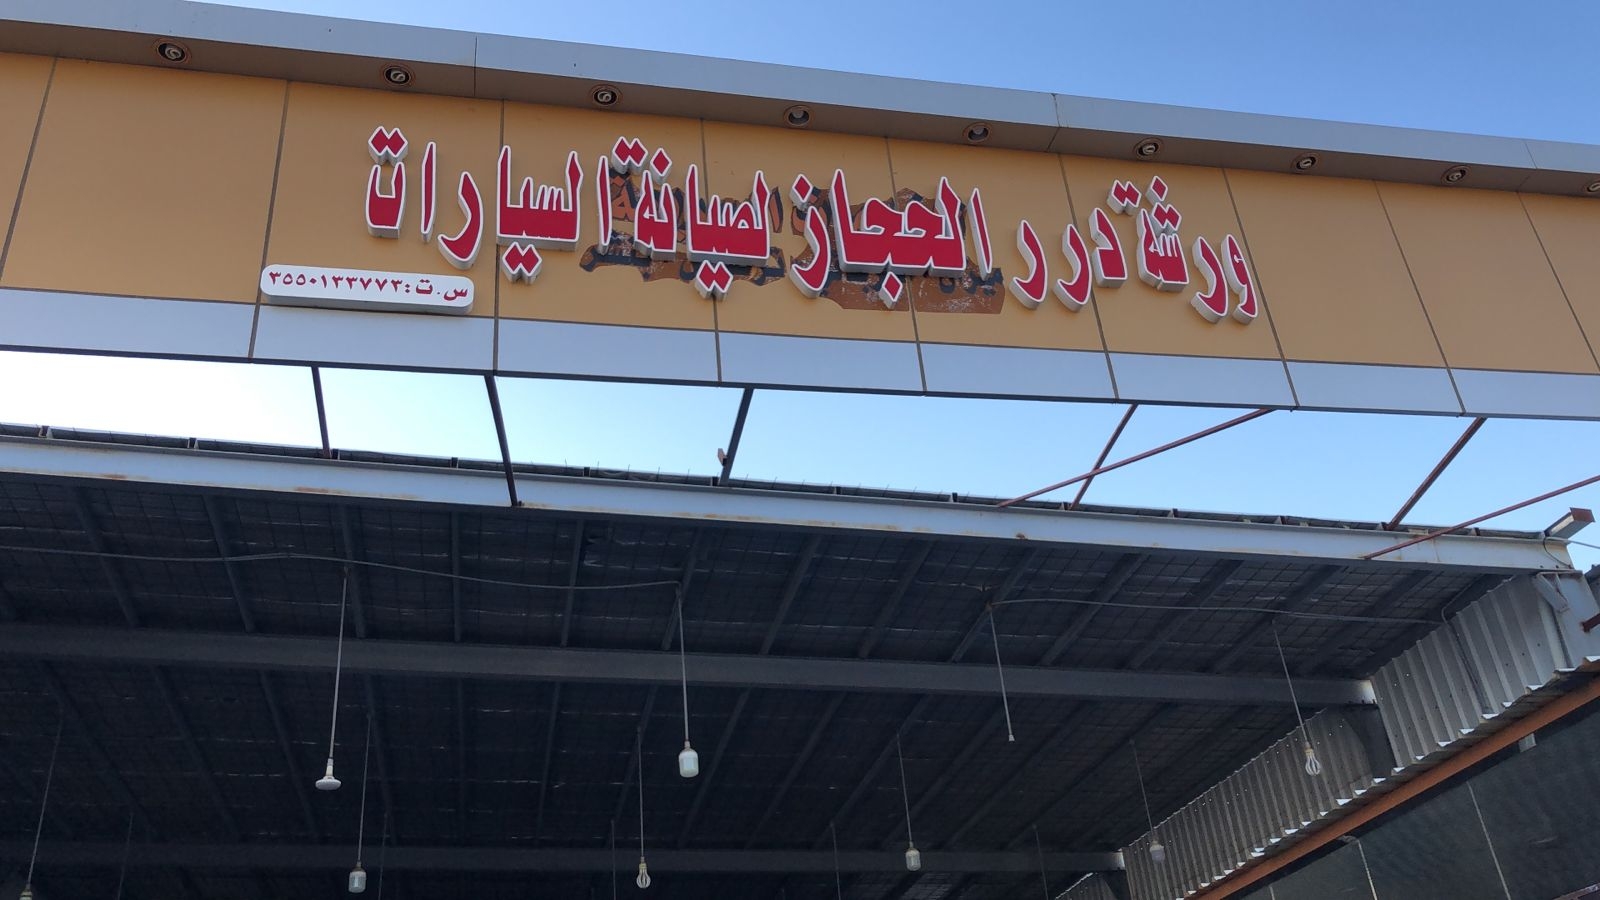 ورشة درر الحجاز لصيانة السيارات
س.ت: ٣٥٥٠١٣٣٧٧٣